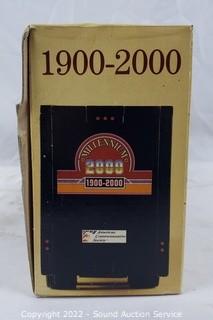 1900-2000
MILLENNIUM
2000
1900-2000
American
Commemorative
Society
Copyright 2022 - Sound Auction Service